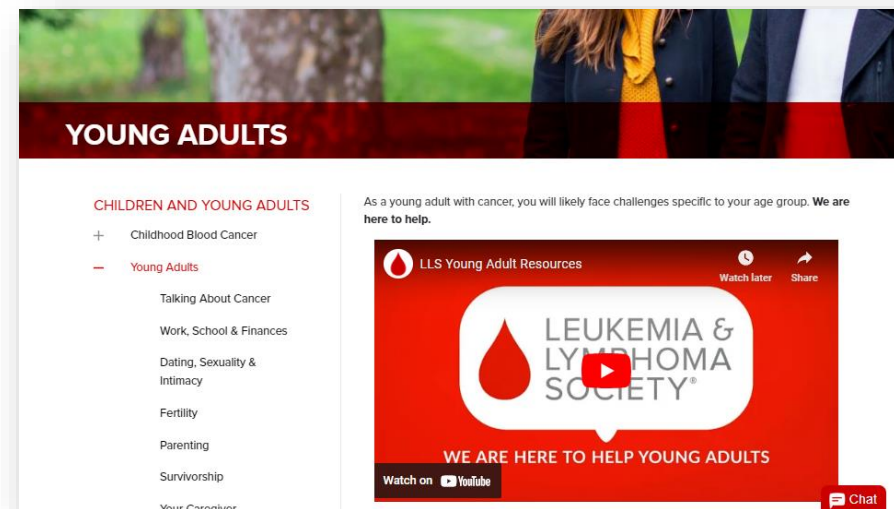 YOUNG ADULTS
CHILDREN AND YOUNG ADULTS
+ Childhood Blood Cancer
− Young Adults
Talking About Cancer
Work, School & Finances
Dating, Sexuality &
Intimacy
Fertility
Parenting
Survivorship
Your Caregiver
As a young adult with cancer, you will likely face challenges specific to your age group. We are
here to help.
LLS Young Adult Resources
Watch later
Share
LEUKEMIA &
LYMPHOMA
SOCIETY®
WE ARE HERE TO HELP YOUNG ADULTS
Watch on YouTube
Chat